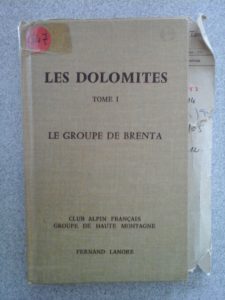 LES DOLOMITES
TOME I
LE GROUPE DE BRENTA
CLUB ALPIN FRANÇAIS
GROUPE DE HAUTE MONTAGNE
FERNAND LANORE